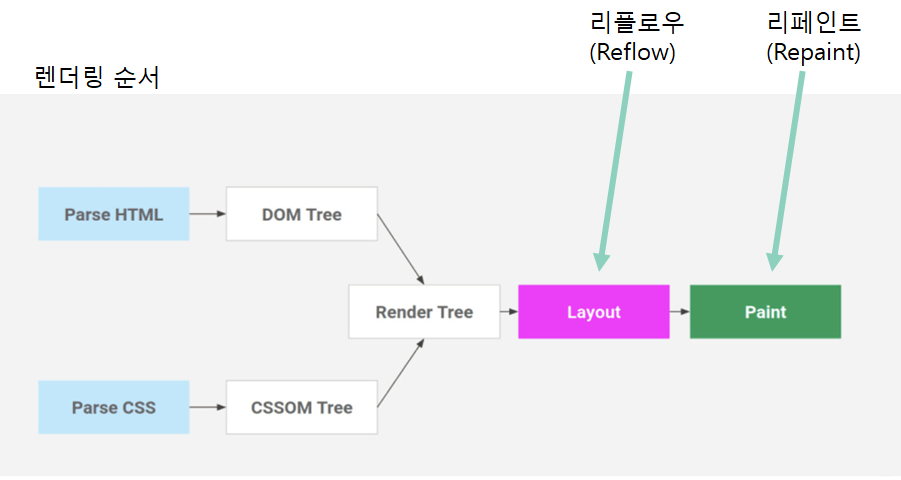 리플로우
(Reflow)
리페인트
(Repaint)
렌더링 순서
Parse HTML
DOM Tree
Render Tree
Layout
Paint
Parse CSS
CSSOM Tree